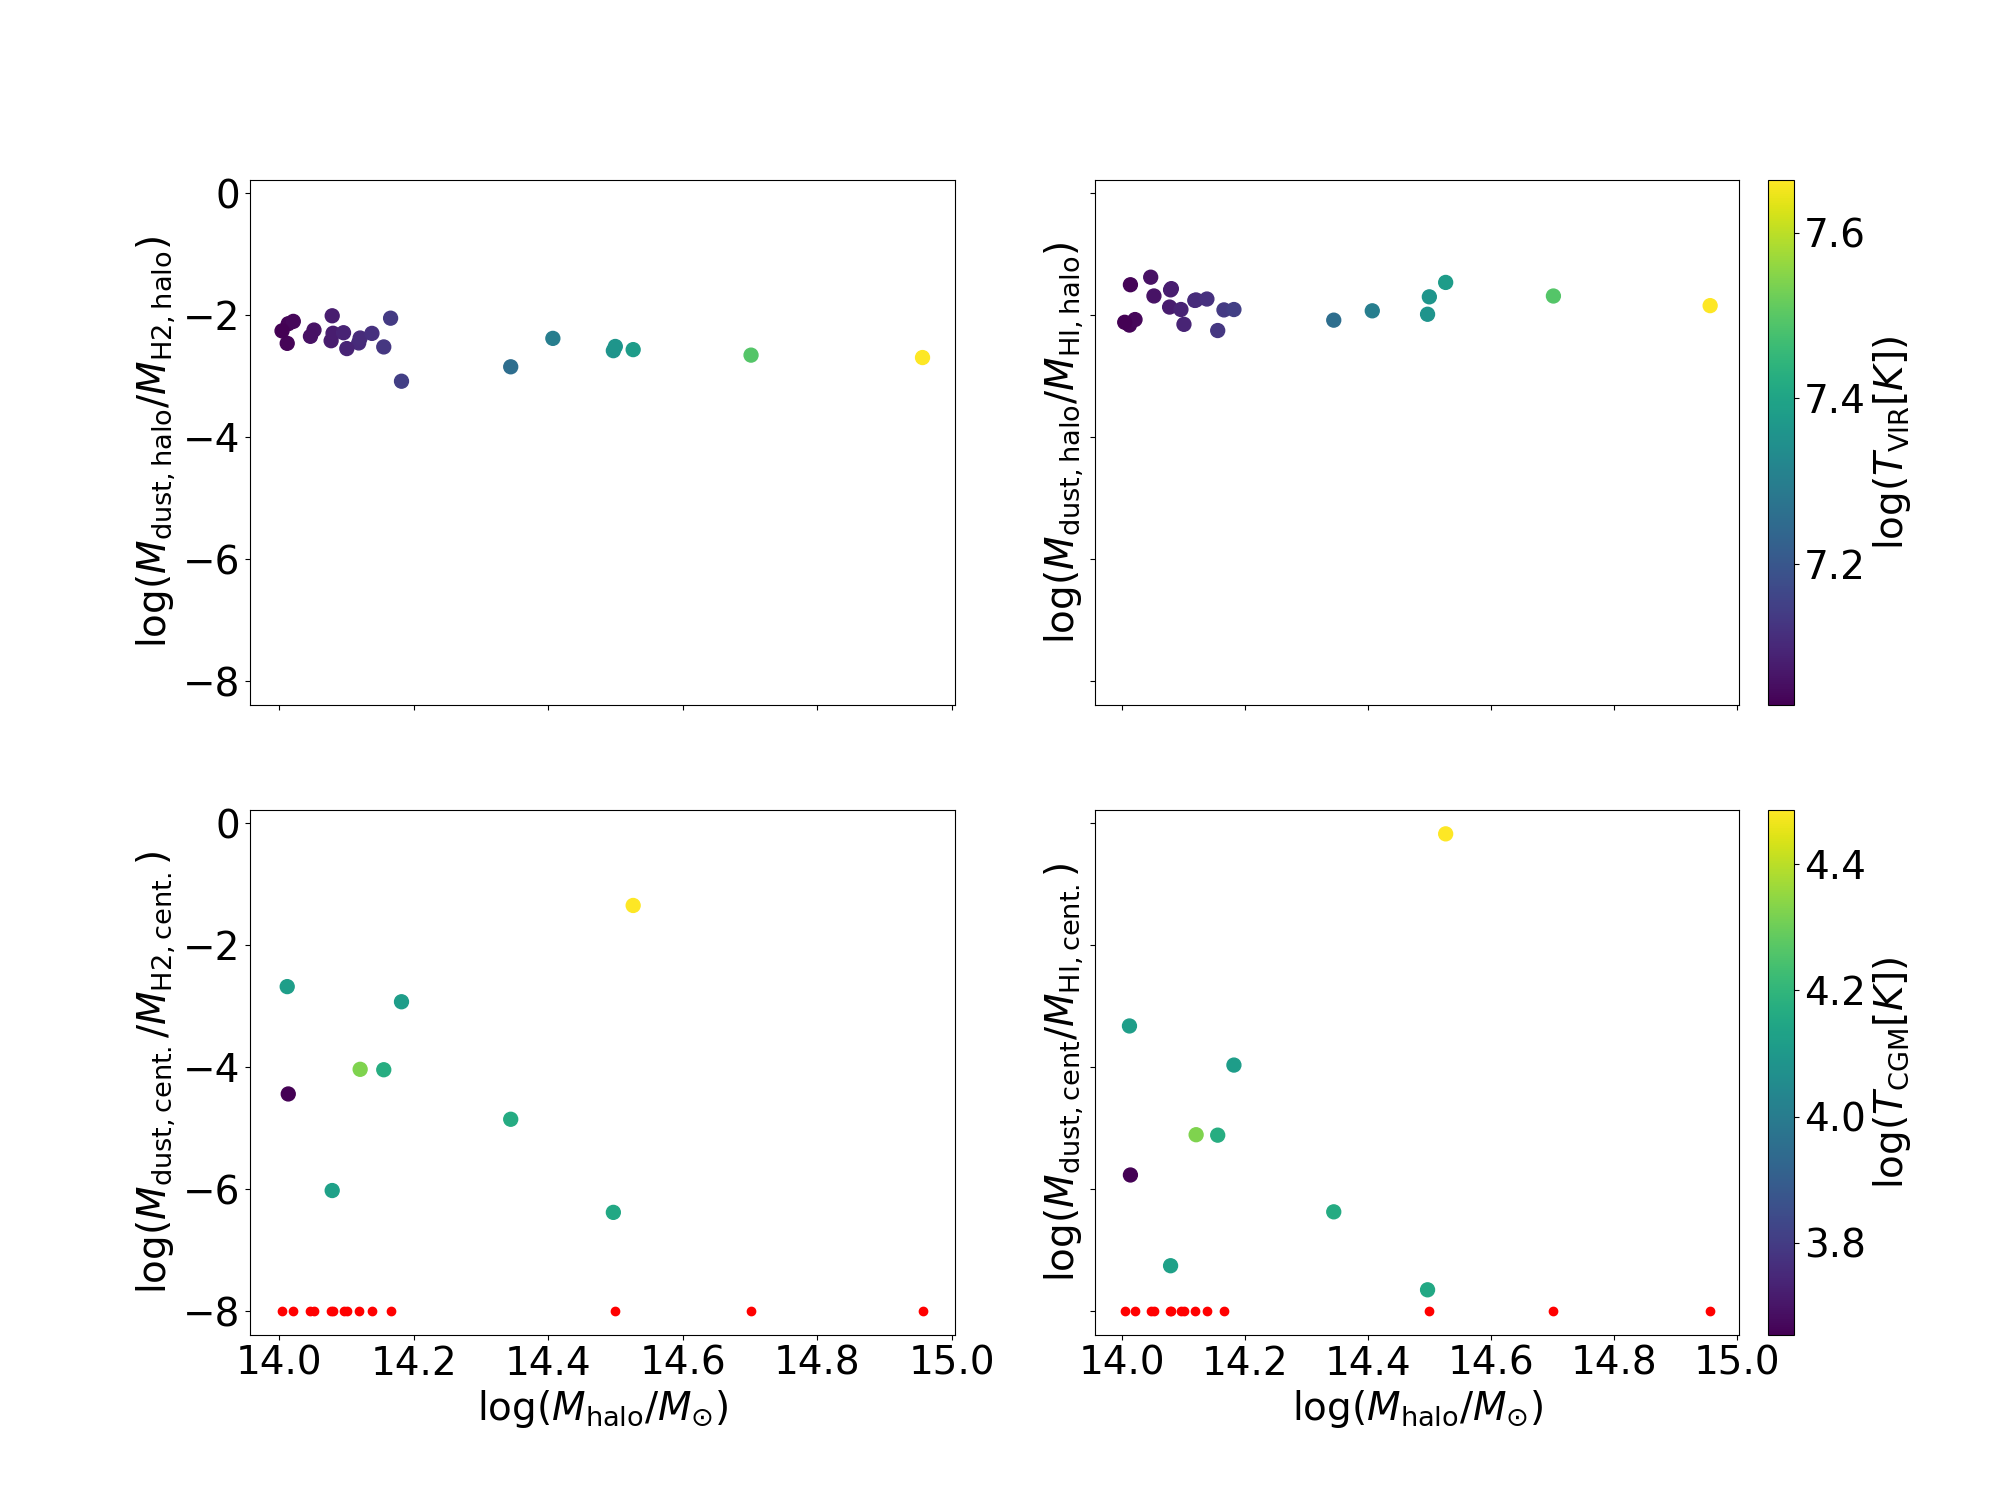 0
−2
−4
−6
−8
log(M_dust, halo/M_H2, halo)
log(M_dust, halo/M_HI, halo)
7.6
7.4
7.2
log(T_VIR[K])
0
−2
−4
−6
−8
log(M_dust, cent./M_H2, cent.)
14.0 14.2 14.4 14.6 14.8 15.0
log(M_halo/M_⊙)
log(M_dust, cent/M_HI, cent.)
14.0 14.2 14.4 14.6 14.8 15.0
log(M_halo/M_⊙)
4.4
4.2
4.0
3.8
log(T_CGM[K])